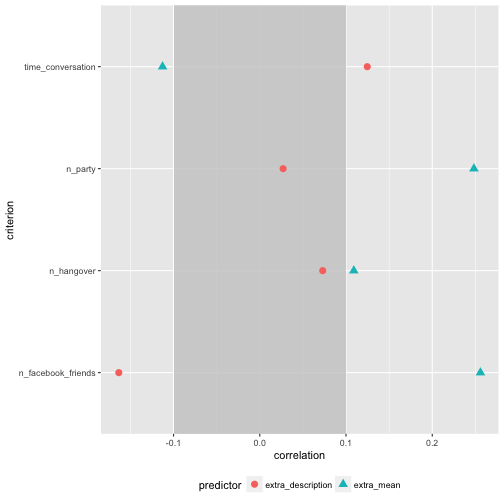 criterion
time_conversation
n_party
n_hangover
n_facebook_friends
-0.1 0.0 0.1 0.2
correlation
predictor extra_description extra_mean